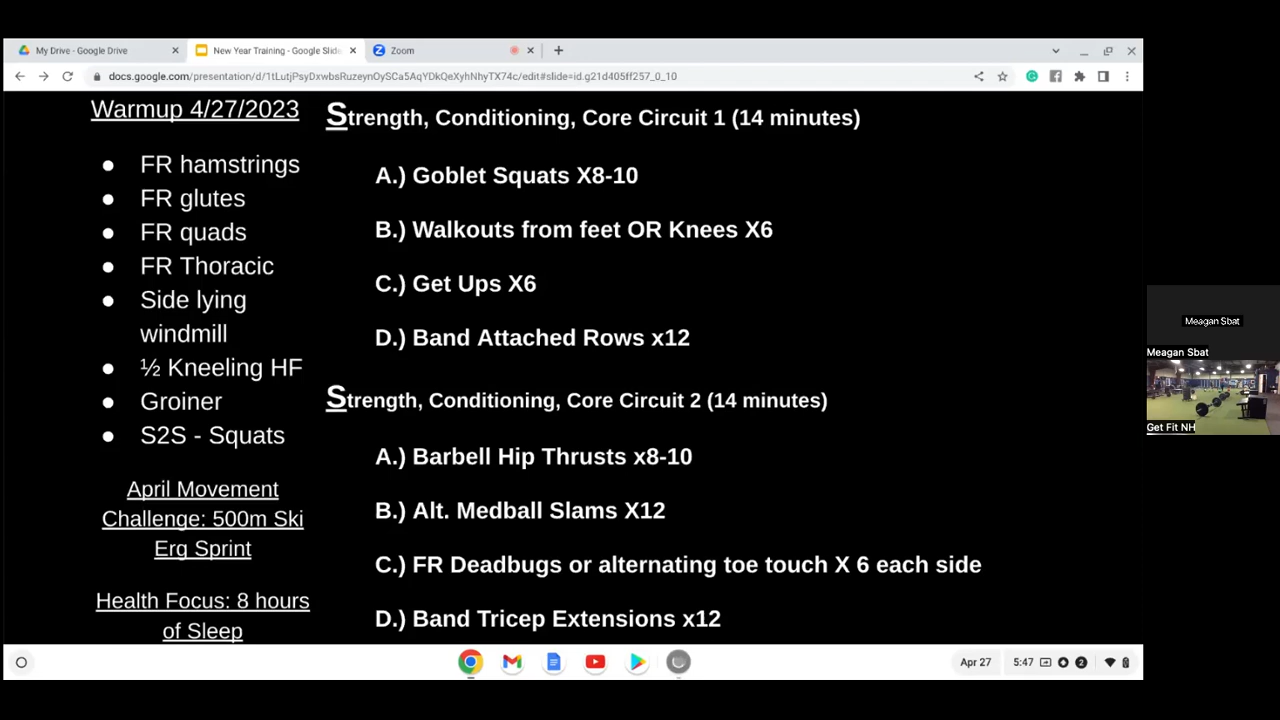 My Drive - Google Drive
New Year Training - Google Slide
Zoom
docs.google.com/presentation/d/1tLutjPsyDxwbsRuzeynOySCa5AqYDkQeXyhNhyTX74c/edit#slide=id.g21d405ff257_0_10
Warmup 4/27/2023
FR hamstrings
FR glutes
FR quads
FR Thoracic
Side lying
windmill
½ Kneeling HF
Groiner
S2S - Squats
April Movement
Challenge: 500m Ski
Erg Sprint
Health Focus: 8 hours
of Sleep
Strength, Conditioning, Core Circuit 1 (14 minutes)
A.) Goblet Squats X8-10
B.) Walkouts from feet OR Knees X6
C.) Get Ups X6
D.) Band Attached Rows x12
Strength, Conditioning, Core Circuit 2 (14 minutes)
A.) Barbell Hip Thrusts x8-10
B.) Alt. Medball Slams X12
C.) FR Deadbugs or alternating toe touch X 6 each side
D.) Band Tricep Extensions x12
Meagan Sbat
Meagan Sbat
Get Fit NH
Apr 27
5:47
2